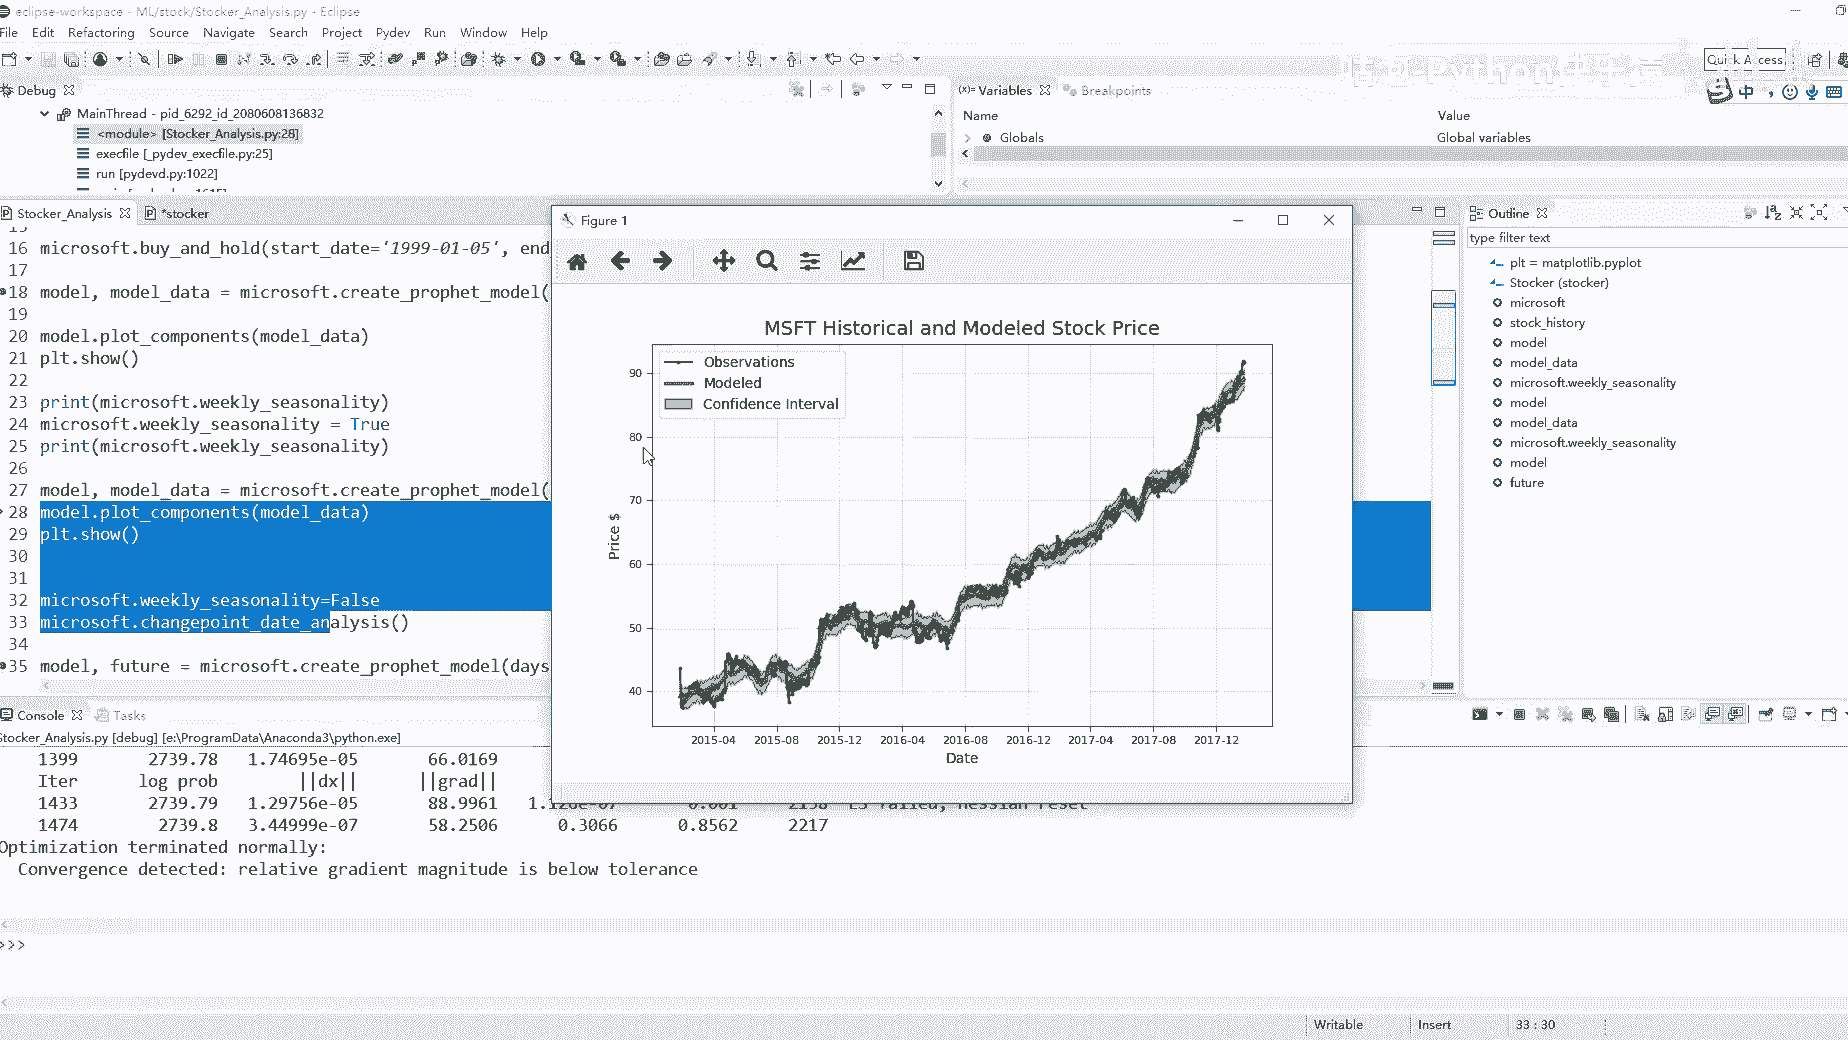 eclipse-workspace - ML/stock/Stocker_Analysis.py - Eclipse
File Edit Refactoring Source Navigate Search Project Pydev Run Window Help
Quick Access
Debug
(x)= Variables Breakpoints
中
MainThread - pid_6292_id_2080608136832
<module> [Stocker_Analysis.py:28]
execfile [_pydev_execfile.py:25]
run [pydevd.py:1022]
Name Value
Globals Global variables
Stocker_Analysis *stocker
16 microsoft.buy_and_hold(start_date='1999-01-05', end
17
18 model, model_data = microsoft.create_prophet_model(
19
20 model.plot_components(model_data)
21 plt.show()
22
23 print(microsoft.weekly_seasonality)
24 microsoft.weekly_seasonality = True
25 print(microsoft.weekly_seasonality)
26
27 model, model_data = microsoft.create_prophet_model(
28 model.plot_components(model_data)
29 plt.show()
30
31
32 microsoft.weekly_seasonality=False
33 microsoft.changepoint_date_analysis()
34
35 model, future = microsoft.create_prophet_model(days
Figure 1
MSFT Historical and Modeled Stock Price
Observations
Modeled
Confidence Interval
Price $
90
80
70
60
50
40
2015-04 2015-08 2015-12 2016-04 2016-08 2016-12 2017-04 2017-08 2017-12
Date
Outline
type filter text
plt = matplotlib.pyplot
Stocker (stocker)
microsoft
stock_history
model
model_data
microsoft.weekly_seasonality
model
model_data
microsoft.weekly_seasonality
model
future
Console Tasks
Stocker_Analysis.py [debug] [e:\ProgramData\Anaconda3\python.exe]
1399 2739.78 1.74695e-05 66.0169
Iter log prob ||dx|| ||grad||
1433 2739.79 1.29756e-05 88.9961
1474 2739.8 3.44999e-07 58.2506 0.3066 0.8562 2217
Optimization terminated normally:
Convergence detected: relative gradient magnitude is below tolerance
>>>
Writable Insert 33 : 30